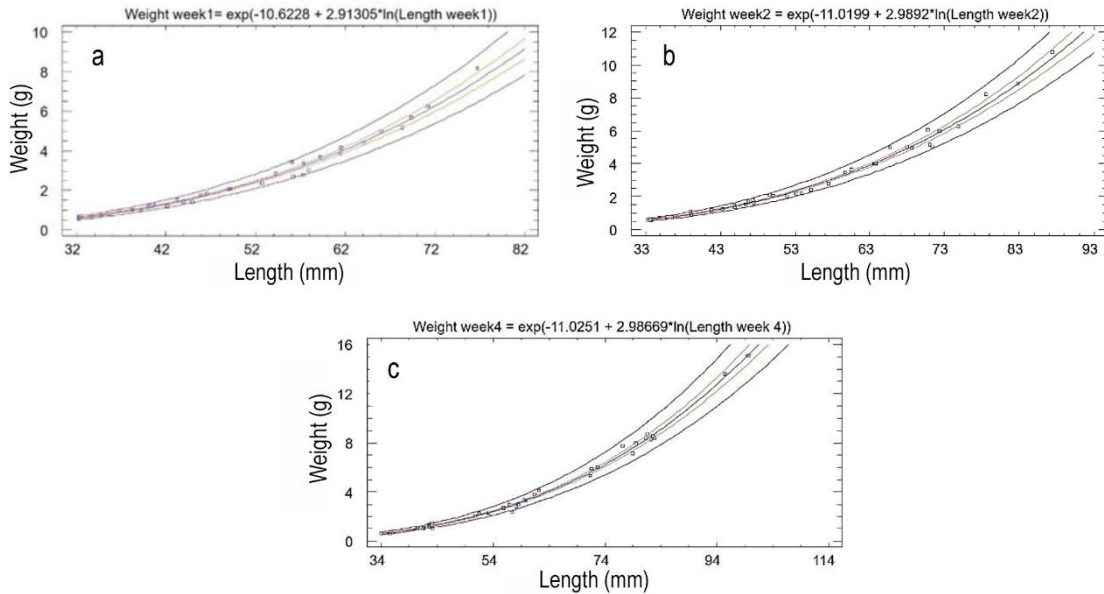 Weight week1= exp(-10.6228 + 2.91305*ln(Length week1))
a
Weight (g)
10
8
6
4
2
0
32 42 52 62 72 82
Length (mm)
Weight week2 = exp(-11.0199 + 2.9892*ln(Length week2))
b
Weight (g)
12
10
8
6
4
2
0
33 43 53 63 73 83 93
Length (mm)
Weight week4 = exp(-11.0251 + 2.98669*ln(Length week 4))
c
Weight (g)
16
12
8
4
0
34 54 74 94 114
Length (mm)